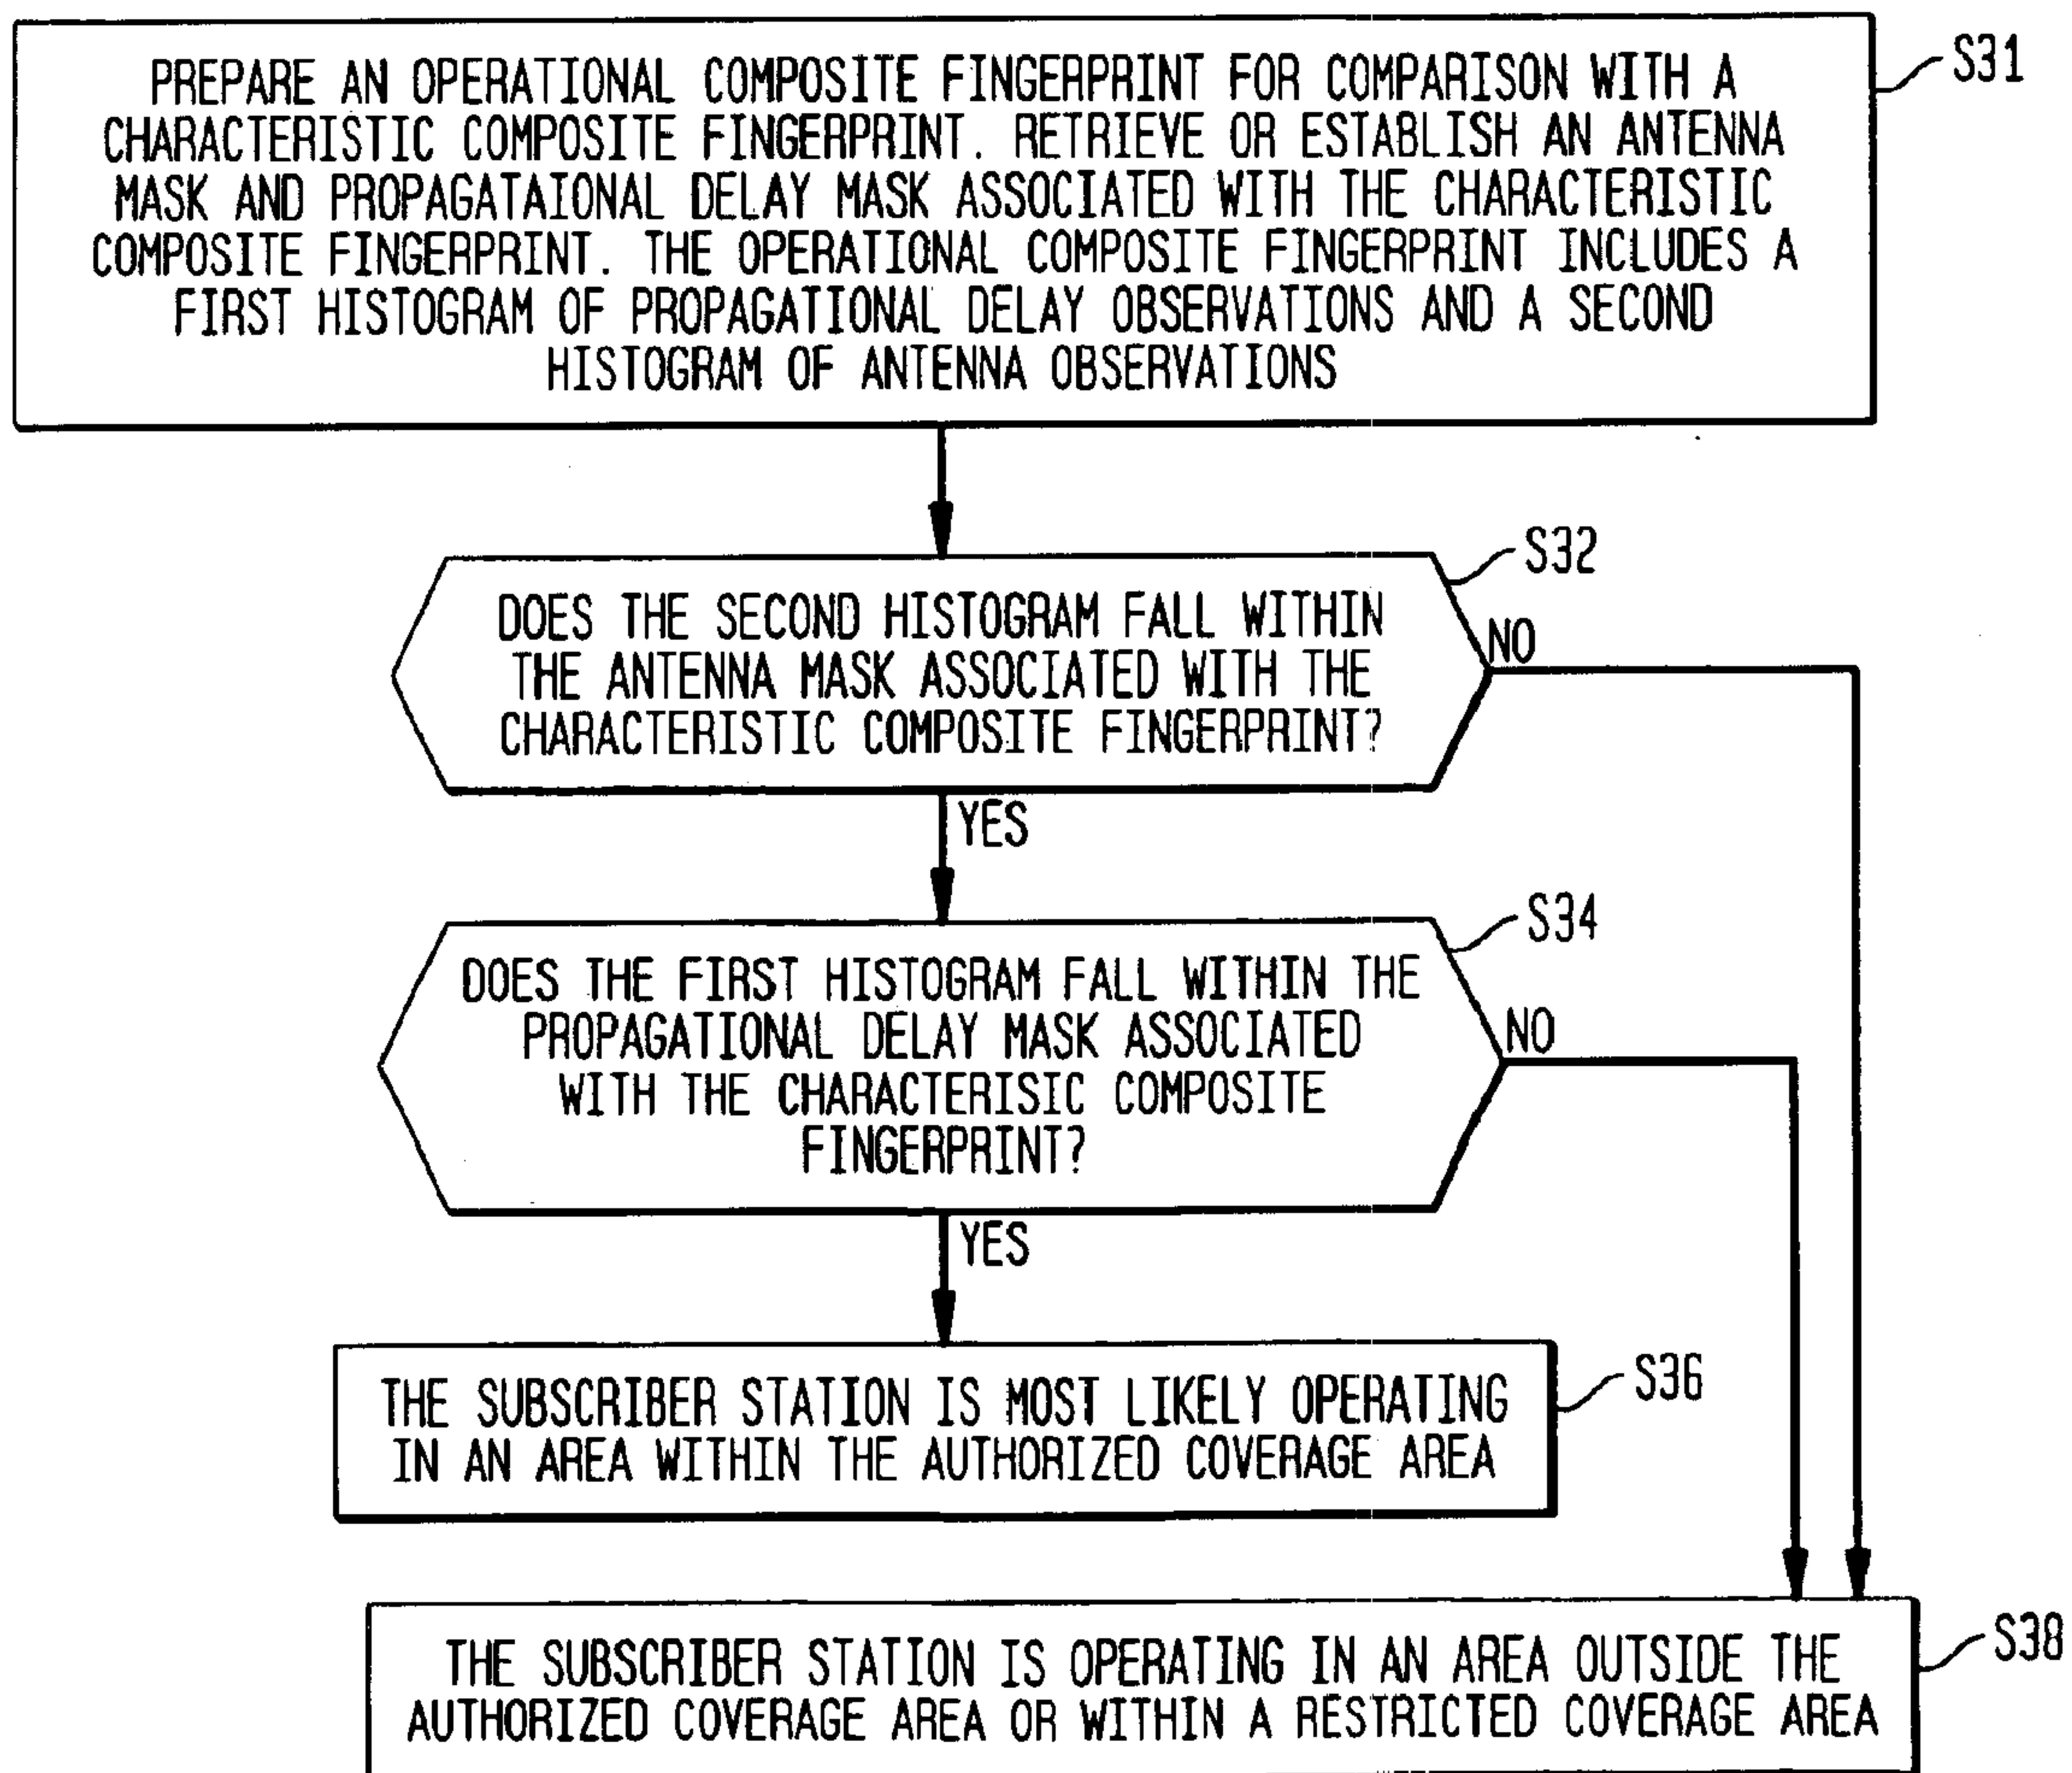 PREPARE AN OPERATIONAL COMPOSITE FINGERPRINT FOR COMPARISON WITH A
CHARACTERISTIC COMPOSITE FINGERPRINT. RETRIEVE OR ESTABLISH AN ANTENNA
MASK AND PROPAGATAIONAL DELAY MASK ASSOCIATED WITH THE CHARACTERISTIC
COMPOSITE FINGERPRINT. THE OPERATIONAL COMPOSITE FINGERPRINT INCLUDES A
FIRST HISTOGRAM OF PROPAGATIONAL DELAY OBSERVATIONS AND A SECOND
HISTOGRAM OF ANTENNA OBSERVATIONS
S31
DOES THE SECOND HISTOGRAM FALL WITHIN
THE ANTENNA MASK ASSOCIATED WITH THE
CHARACTERISTIC COMPOSITE FINGERPRINT?
S32
NO
YES
DOES THE FIRST HISTOGRAM FALL WITHIN THE
PROPAGATIONAL DELAY MASK ASSOCIATED
WITH THE CHARACTERISIC COMPOSITE
FINGERPRINT?
S34
NO
YES
THE SUBSCRIBER STATION IS MOST LIKELY OPERATING
IN AN AREA WITHIN THE AUTHORIZED COVERAGE AREA
S36
THE SUBSCRIBER STATION IS OPERATING IN AN AREA OUTSIDE THE
AUTHORIZED COVERAGE AREA OR WITHIN A RESTRICTED COVERAGE AREA
S38